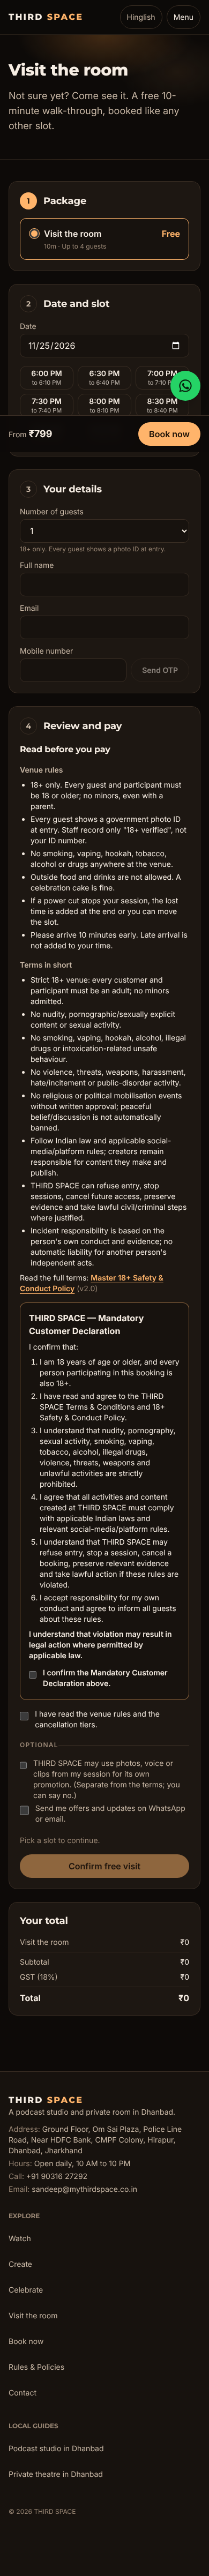 THIRD SPACE
Hinglish
Menu
Visit the room
Not sure yet? Come see it. A free 10-
minute walk-through, booked like any
other slot.
1 Package
Visit the room Free
10m · Up to 4 guests
2 Date and slot
Date
11/25/2026
6:00 PM 6:30 PM 7:00 PM
to 6:10 PM to 6:40 PM to 7:10
7:30 PM 8:00 PM 8:30 PM
to 7:40 PM to 8:10 PM to 8:40 PM
From ₹799 Book now
3 Your details
Number of guests
1
18+ only. Every guest shows a photo ID at entry.
Full name
Email
Mobile number
Send OTP
4 Review and pay
Read before you pay
Venue rules
• 18+ only. Every guest and participant must
be 18 or older; no minors, even with a
parent.
• Every guest shows a government photo ID
at entry. Staff record only "18+ verified", not
your ID number.
• No smoking, vaping, hookah, tobacco,
alcohol or drugs anywhere at the venue.
• Outside food and drinks are not allowed. A
celebration cake is fine.
• If a power cut stops your session, the lost
time is added at the end or you can move
the slot.
• Please arrive 10 minutes early. Late arrival is
not added to your time.
Terms in short
• Strict 18+ venue: every customer and
participant must be an adult; no minors
admitted.
• No nudity, pornographic/sexually explicit
content or sexual activity.
• No smoking, vaping, hookah, alcohol, illegal
drugs or intoxication-related unsafe
behaviour.
• No violence, threats, weapons, harassment,
hate/incitement or public-disorder activity.
• No religious or political mobilisation events
without written approval; peaceful
belief/discussion is not automatically
banned.
• Follow Indian law and applicable social-
media/platform rules; creators remain
responsible for content they make and
publish.
• THIRD SPACE can refuse entry, stop
sessions, cancel future access, preserve
evidence and take lawful civil/criminal steps
where justified.
• Incident responsibility is based on the
person's own conduct and evidence; no
automatic liability for another person's
independent acts.
Read the full terms: Master 18+ Safety &
Conduct Policy (v2.0)
THIRD SPACE — Mandatory
Customer Declaration
I confirm that:
1. I am 18 years of age or older, and every
person participating in this booking is
also 18+.
2. I have read and agree to the THIRD
SPACE Terms & Conditions and 18+
Safety & Conduct Policy.
3. I understand that nudity, pornography,
sexual activity, smoking, vaping,
tobacco, alcohol, illegal drugs,
violence, threats, weapons and
unlawful activities are strictly
prohibited.
4. I agree that all activities and content
created at THIRD SPACE must comply
with applicable Indian laws and
relevant social-media/platform rules.
5. I understand that THIRD SPACE may
refuse entry, stop a session, cancel a
booking, preserve relevant evidence
and take lawful action if these rules are
violated.
6. I accept responsibility for my own
conduct and agree to inform all guests
about these rules.
I understand that violation may result in
legal action where permitted by
applicable law.
I confirm the Mandatory Customer
Declaration above.
I have read the venue rules and the
cancellation tiers.
OPTIONAL
THIRD SPACE may use photos, voice or
clips from my session for its own
promotion. (Separate from the terms; you
can say no.)
Send me offers and updates on WhatsApp
or email.
Pick a slot to continue.
Confirm free visit
Your total
Visit the room ₹0
Subtotal ₹0
GST (18%) ₹0
Total ₹0
THIRD SPACE
A podcast studio and private room in Dhanbad.
Address: Ground Floor, Om Sai Plaza, Police Line
Road, Near HDFC Bank, CMPF Colony, Hirapur,
Dhanbad, Jharkhand
Hours: Open daily, 10 AM to 10 PM
Call: +91 90316 27292
Email: sandeep@mythirdspace.co.in
EXPLORE
Watch
Create
Celebrate
Visit the room
Book now
Rules & Policies
Contact
LOCAL GUIDES
Podcast studio in Dhanbad
Private theatre in Dhanbad
© 2026 THIRD SPACE